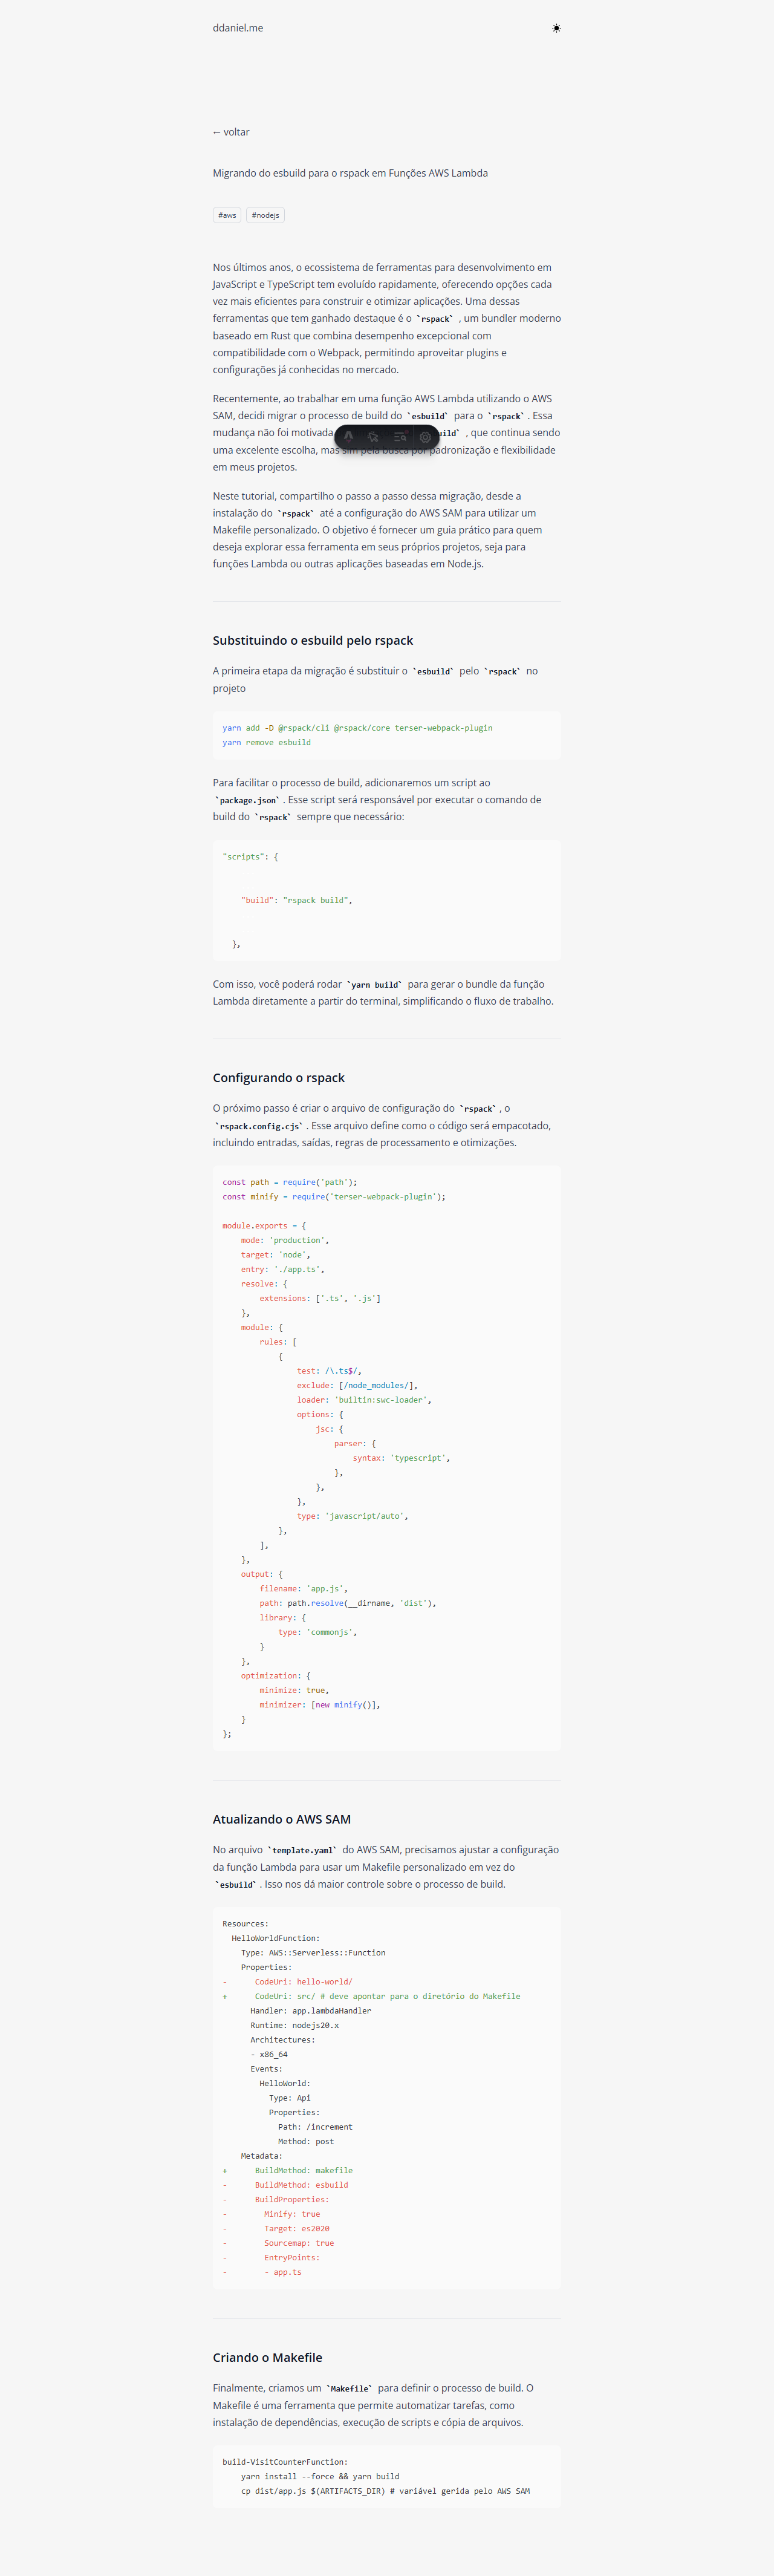 ddaniel.me
← voltar
Migrando do esbuild para o rspack em Funções AWS Lambda
#aws #nodejs
Nos últimos anos, o ecossistema de ferramentas para desenvolvimento em
JavaScript e TypeScript tem evoluído rapidamente, oferecendo opções cada
vez mais eficientes para construir e otimizar aplicações. Uma dessas
ferramentas que tem ganhado destaque é o `rspack` , um bundler moderno
baseado em Rust que combina desempenho excepcional com
compatibilidade com o Webpack, permitindo aproveitar plugins e
configurações já conhecidas no mercado.
Recentemente, ao trabalhar em uma função AWS Lambda utilizando o AWS
SAM, decidi migrar o processo de build do `esbuild` para o `rspack`. Essa
mudança não foi motivada , que continua sendo
uma excelente escolha, mas sim pela busca por padronização e flexibilidade
em meus projetos.
Neste tutorial, compartilho o passo a passo dessa migração, desde a
instalação do `rspack` até a configuração do AWS SAM para utilizar um
Makefile personalizado. O objetivo é fornecer um guia prático para quem
deseja explorar essa ferramenta em seus próprios projetos, seja para
funções Lambda ou outras aplicações baseadas em Node.js.
Substituindo o esbuild pelo rspack
A primeira etapa da migração é substituir o `esbuild` pelo `rspack` no
projeto
yarn add -D @rspack/cli @rspack/core terser-webpack-plugin
yarn remove esbuild
Para facilitar o processo de build, adicionaremos um script ao
`package.json`. Esse script será responsável por executar o comando de
build do `rspack` sempre que necessário:
"scripts": {
    "build": "rspack build",
  },
Com isso, você poderá rodar `yarn build` para gerar o bundle da função
Lambda diretamente a partir do terminal, simplificando o fluxo de trabalho.
Configurando o rspack
O próximo passo é criar o arquivo de configuração do `rspack`, o
`rspack.config.cjs`. Esse arquivo define como o código será empacotado,
incluindo entradas, saídas, regras de processamento e otimizações.
const path = require('path');
const minify = require('terser-webpack-plugin');
module.exports = {
    mode: 'production',
    target: 'node',
    entry: './app.ts',
    resolve: {
        extensions: ['.ts', '.js']
    },
    module: {
        rules: [
            {
                test: /\.ts$/,
                exclude: [/node_modules/],
                loader: 'builtin:swc-loader',
                options: {
                    jsc: {
                        parser: {
                            syntax: 'typescript',
                        },
                    },
                },
                type: 'javascript/auto',
            },
        ],
    },
    output: {
        filename: 'app.js',
        path: path.resolve(__dirname, 'dist'),
        library: {
            type: 'commonjs',
        }
    },
    optimization: {
        minimize: true,
        minimizer: [new minify()],
    }
};
Atualizando o AWS SAM
No arquivo `template.yaml` do AWS SAM, precisamos ajustar a configuração
da função Lambda para usar um Makefile personalizado em vez do
`esbuild`. Isso nos dá maior controle sobre o processo de build.
Resources:
  HelloWorldFunction:
    Type: AWS::Serverless::Function
    Properties:
-      CodeUri: hello-world/
+      CodeUri: src/ # deve apontar para o diretório do Makefile
      Handler: app.lambdaHandler
      Runtime: nodejs20.x
      Architectures:
      - x86_64
      Events:
        HelloWorld:
          Type: Api
          Properties:
            Path: /increment
            Method: post
    Metadata:
+      BuildMethod: makefile
-      BuildMethod: esbuild
-      BuildProperties:
-        Minify: true
-        Target: es2020
-        Sourcemap: true
-        EntryPoints:
-        - app.ts
Criando o Makefile
Finalmente, criamos um `Makefile` para definir o processo de build. O
Makefile é uma ferramenta que permite automatizar tarefas, como
instalação de dependências, execução de scripts e cópia de arquivos.
build-VisitCounterFunction:
    yarn install --force && yarn build
    cp dist/app.js $(ARTIFACTS_DIR) # variável gerida pelo AWS SAM